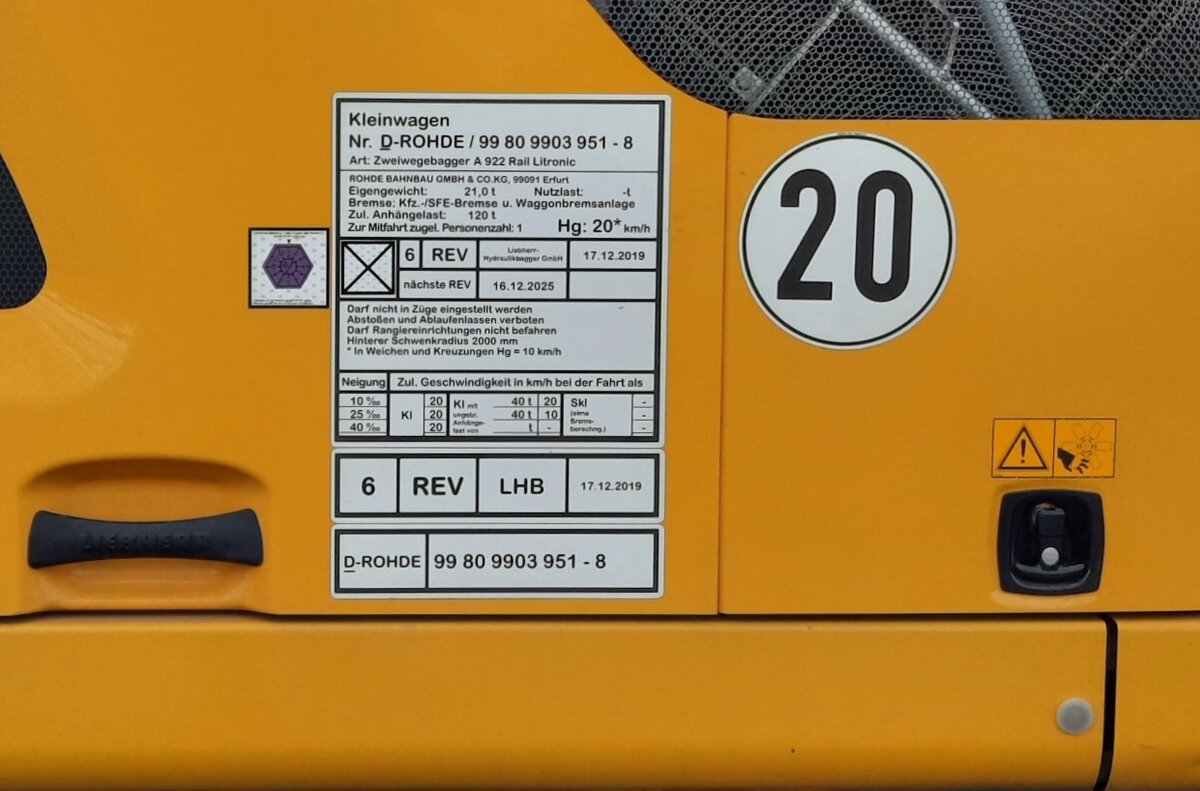 Kleinwagen
Nr. D-ROHDE / 99 80 9903 951 - 8
Art: Zweiwegebagger A 922 Rail Litronic
ROHDE BAHNBAU GMBH & CO.KG, 99091 Erfurt
Eigengewicht: 21,0 t Nutzlast: -t
Bremse: Kfz.-/SFE-Bremse u. Waggonbremsanlage
Zul. Anhängelast: 120 t
Zur Mitfahrt zugel. Personenzahl: 1 Hg: 20* km/h
6 REV Liebherr-Hydraulikbagger GmbH 17.12.2019
nächste REV 16.12.2025
Darf nicht in Züge eingestellt werden
Abstoßen und Ablaufenlassen verboten
Darf Rangiereinrichtungen nicht befahren
Hinterer Schwenkradius 2000 mm
* In Weichen und Kreuzungen Hg = 10 km/h
Neigung Zul. Geschwindigkeit in km/h bei der Fahrt als
10 ‰ Kl 20 Kl mit ungebr. Anhänge-last von 40 t 20 Skl (ohne Brems-berechng.) -
25 ‰ 20 40 t 10 -
40 ‰ 20 t - -
6 REV LHB 17.12.2019
D-ROHDE 99 80 9903 951 - 8
20
LIEBHERR